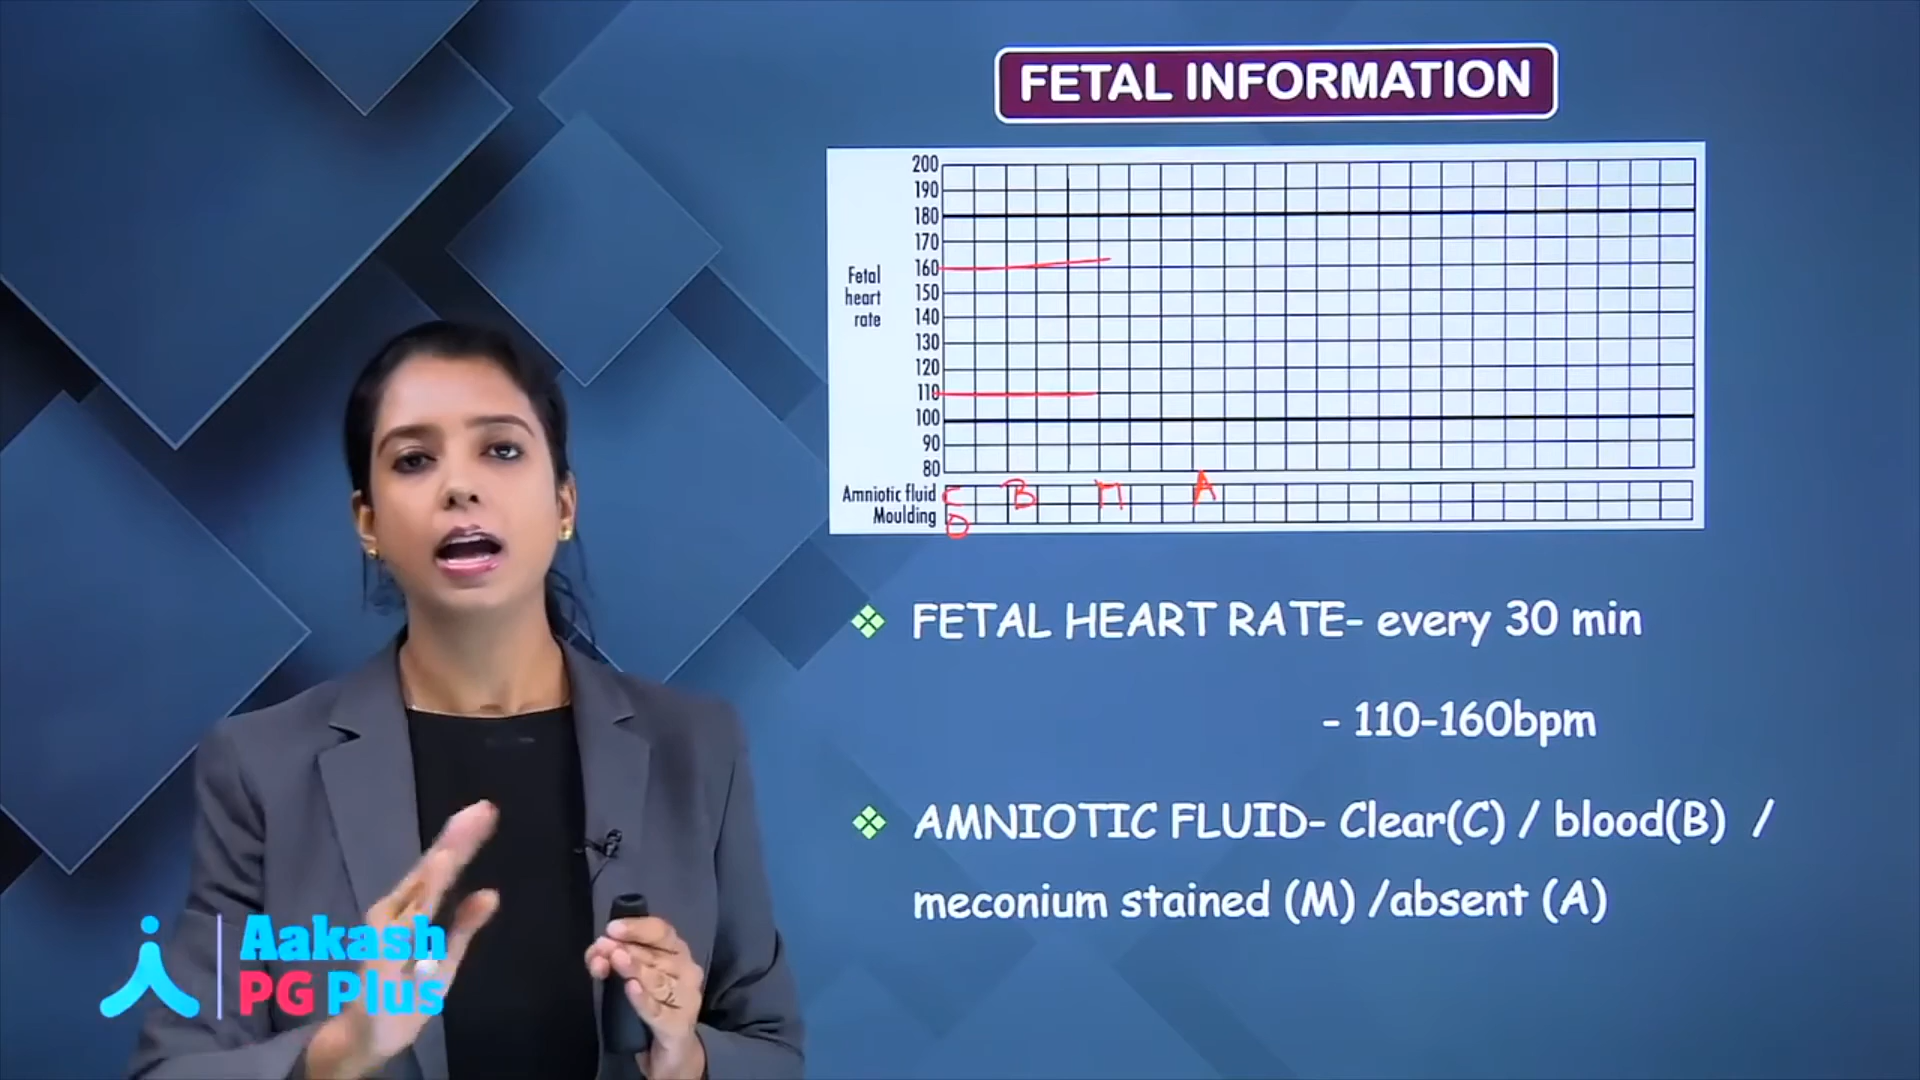 FETAL INFORMATION
200
190
180
170
160
150
140
130
120
110
100
90
80
Fetal
heart
rate
Amniotic fluid C B M A
Moulding O
❖ FETAL HEART RATE- every 30 min
- 110-160bpm
❖ AMNIOTIC FLUID- Clear(C) / blood(B) /
meconium stained (M) /absent (A)
Aakash
PG Plus